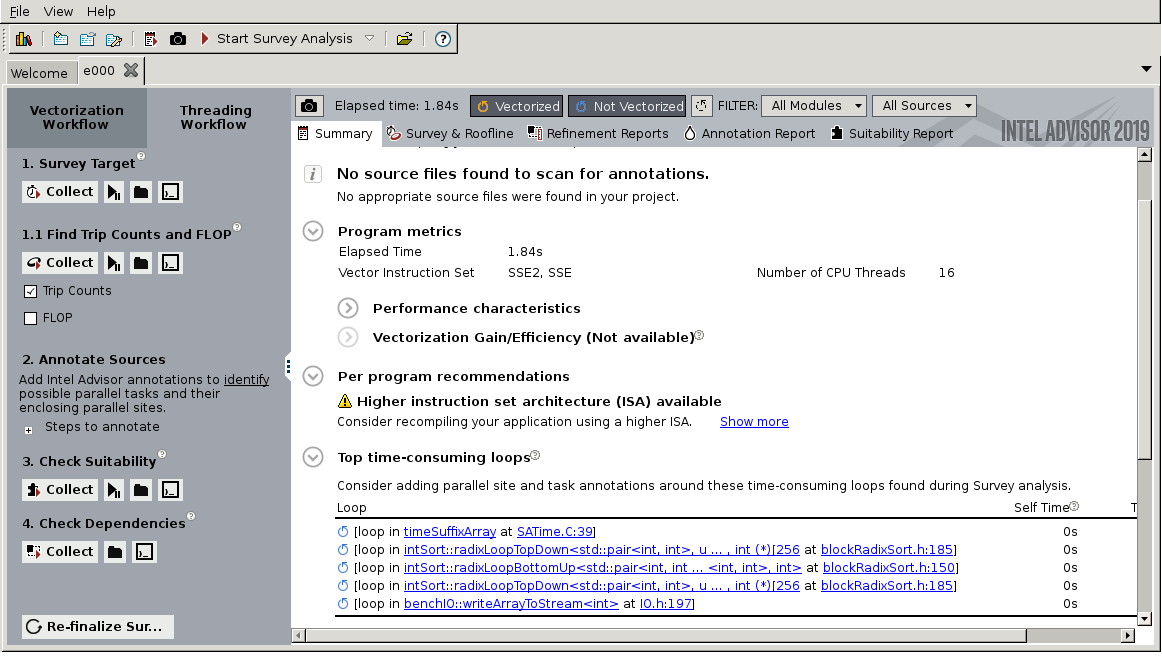 File View Help
Start Survey Analysis
Welcome e000
Vectorization Workflow
Threading Workflow
1. Survey Target
Collect
1.1 Find Trip Counts and FLOP
Collect
Trip Counts
FLOP
2. Annotate Sources
Add Intel Advisor annotations to identify
possible parallel tasks and their
enclosing parallel sites.
Steps to annotate
3. Check Suitability
Collect
4. Check Dependencies
Collect
Re-finalize Sur...
Elapsed time: 1.84s Vectorized Not Vectorized FILTER: All Modules All Sources
Summary Survey & Roofline Refinement Reports Annotation Report Suitability Report
INTEL ADVISOR 2019
No source files found to scan for annotations.
No appropriate source files were found in your project.
Program metrics
Elapsed Time 1.84s
Vector Instruction Set SSE2, SSE Number of CPU Threads 16
Performance characteristics
Vectorization Gain/Efficiency (Not available)
Per program recommendations
Higher instruction set architecture (ISA) available
Consider recompiling your application using a higher ISA. Show more
Top time-consuming loops
Consider adding parallel site and task annotations around these time-consuming loops found during Survey analysis.
Loop Self Time T
[loop in timeSuffixArray at SATime.C:39] 0s
[loop in intSort::radixLoopTopDown<std::pair<int, int>, u ... , int (*)[256 at blockRadixSort.h:185] 0s
[loop in intSort::radixLoopBottomUp<std::pair<int, int ... <int, int>, int> at blockRadixSort.h:150] 0s
[loop in intSort::radixLoopTopDown<std::pair<int, int>, u ... , int (*)[256 at blockRadixSort.h:185] 0s
[loop in benchIO::writeArrayToStream<int> at IO.h:197] 0s